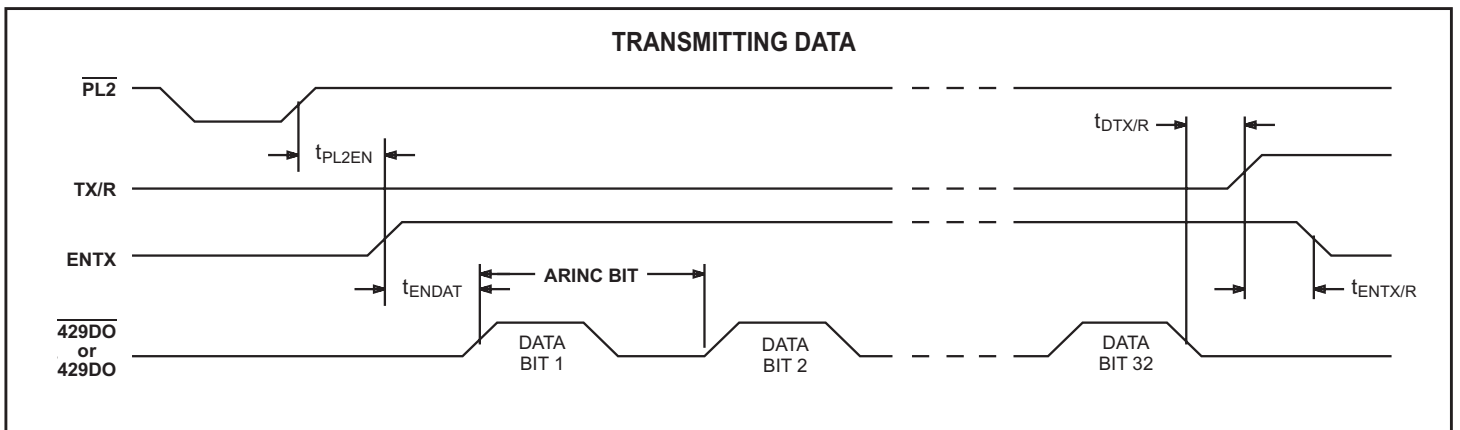 TRANSMITTING DATA
PL2
tDTX/R
tPL2EN
TX/R
ENTX
ARINC BIT
tENDAT
tENTX/R
429DO
or
429DO
DATA
BIT 1
DATA
BIT 2
DATA
BIT 32